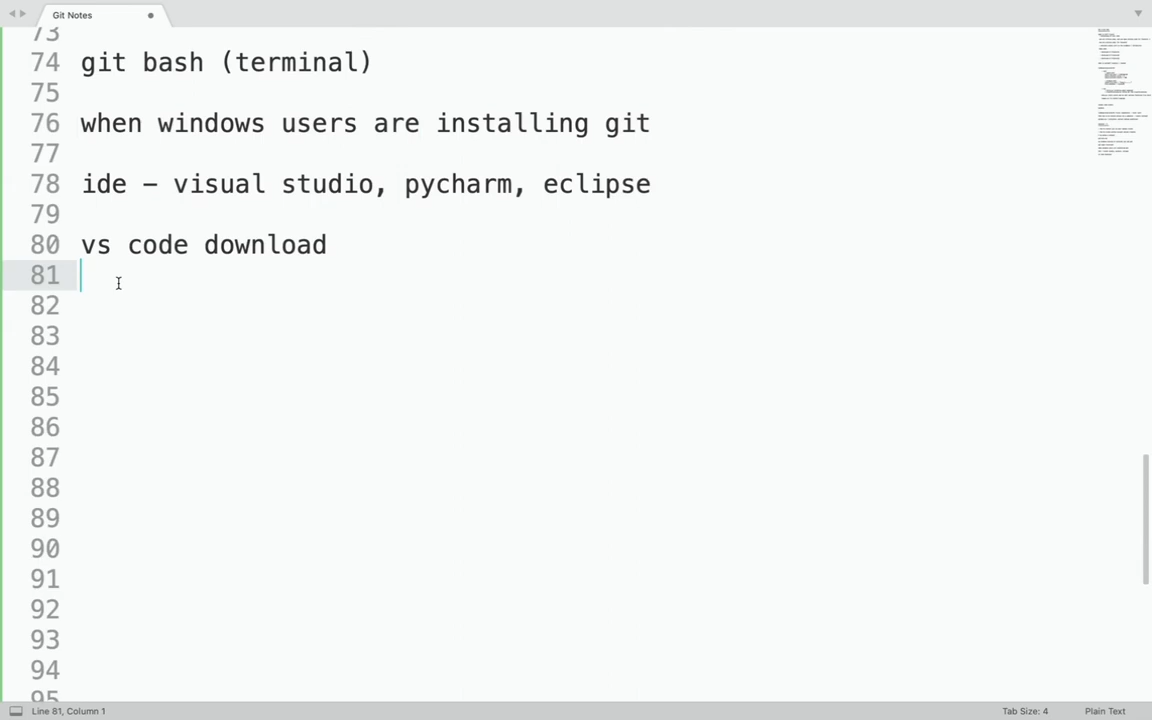 Git Notes
73
74 git bash (terminal)
75
76 when windows users are installing git
77
78 ide - visual studio, pycharm, eclipse
79
80 vs code download
81
82
83
84
85
86
87
88
89
90
91
92
93
94
95
Line 81, Column 1
Tab Size: 4
Plain Text